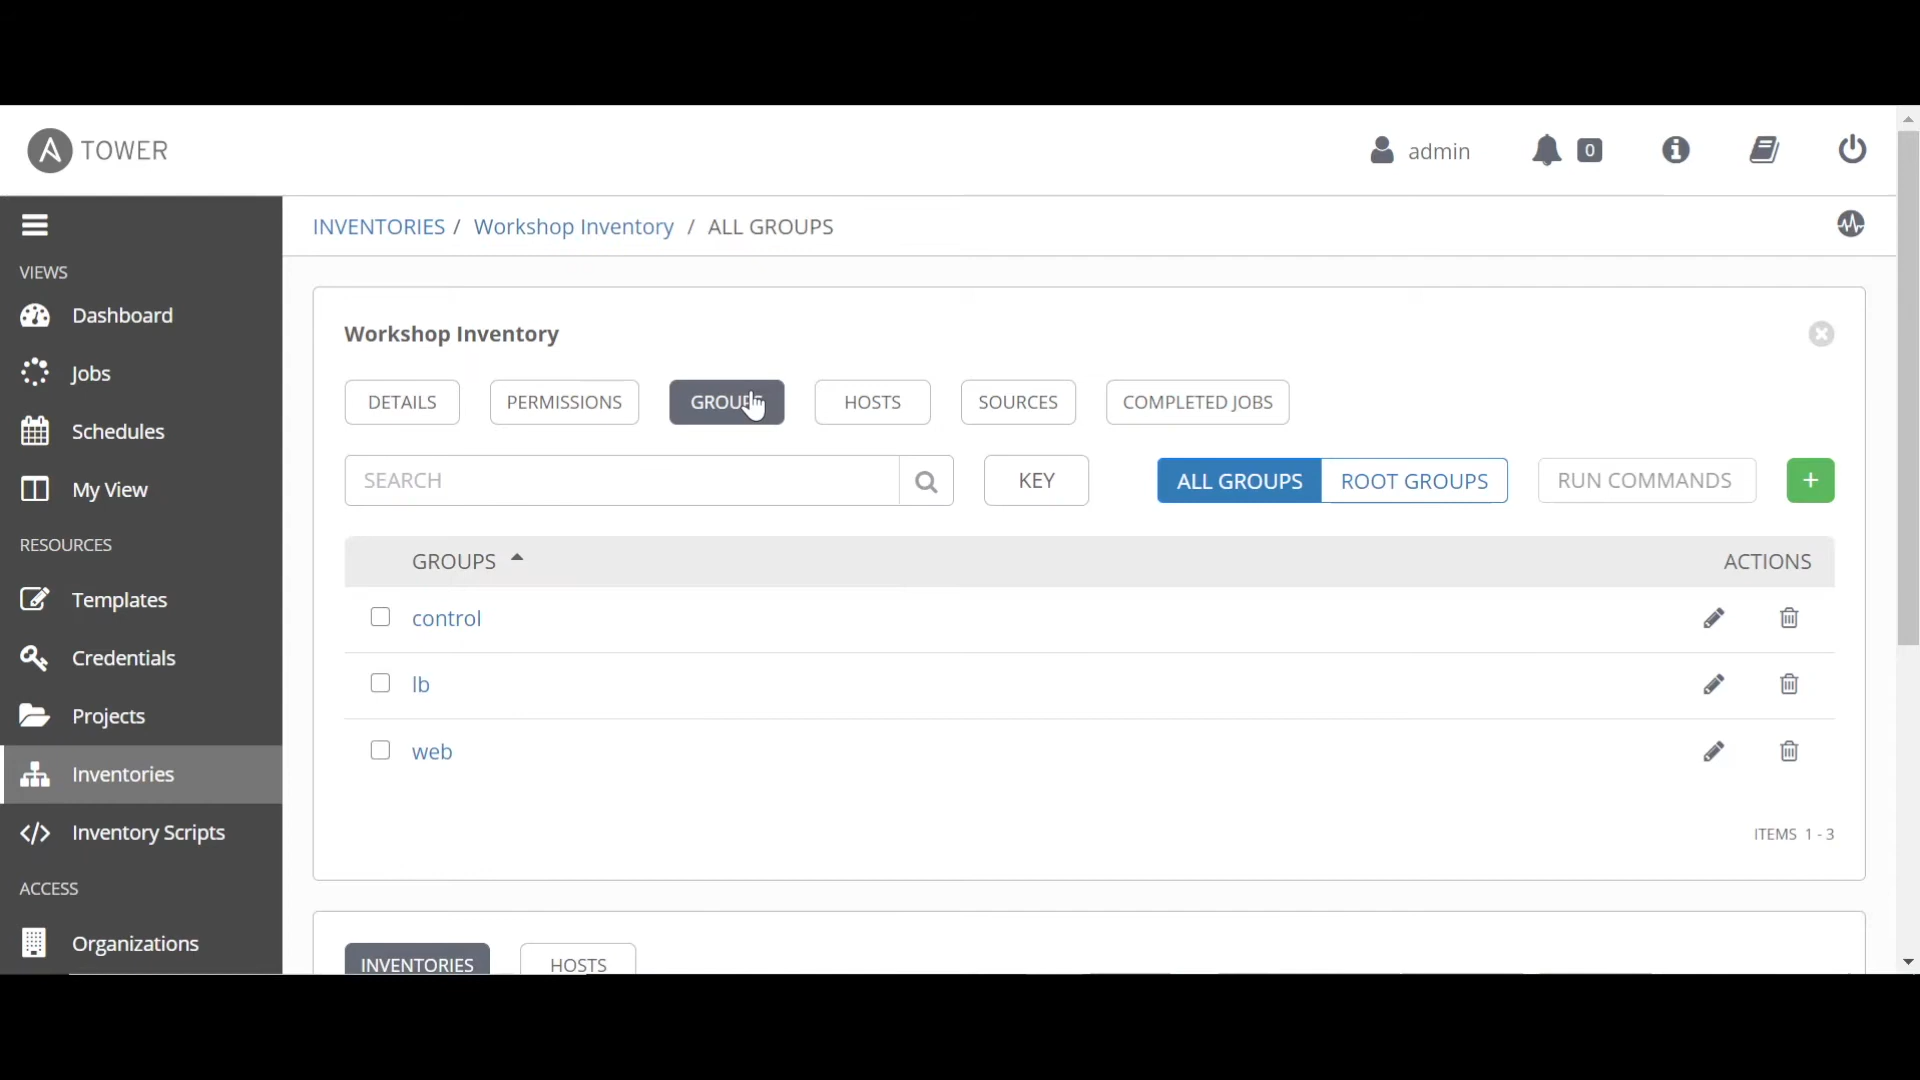 A TOWER
admin 0
VIEWS
Dashboard
Jobs
Schedules
My View
RESOURCES
Templates
Credentials
Projects
Inventories
Inventory Scripts
ACCESS
Organizations
INVENTORIES / Workshop Inventory / ALL GROUPS
Workshop Inventory
DETAILS PERMISSIONS HOSTS SOURCES COMPLETED JOBS
SEARCH KEY ALL GROUPS ROOT GROUPS RUN COMMANDS +
GROUPS ACTIONS
control
lb
web
ITEMS 1 - 3
INVENTORIES HOSTS